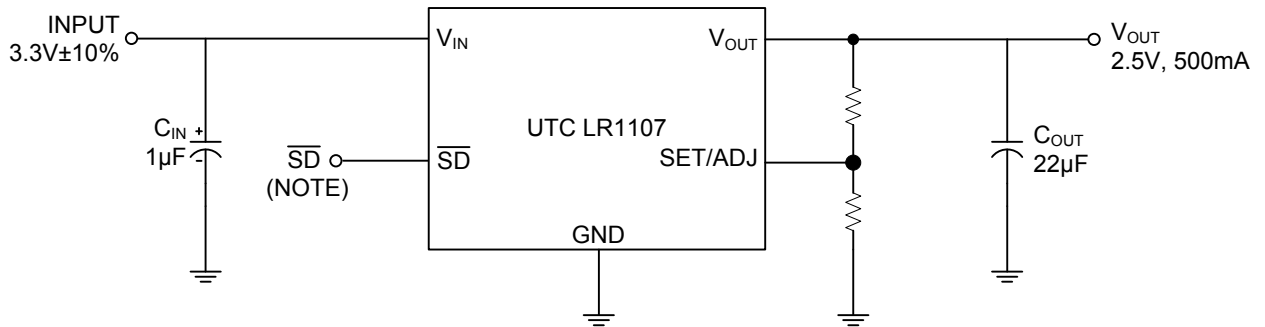 INPUT
3.3V±10%
V_IN
V_OUT
V_OUT
2.5V, 500mA
C_IN +
1µF -
UTC LR1107
SD̅
(NOTE)
SD̅
SET/ADJ
C_OUT
22µF
GND